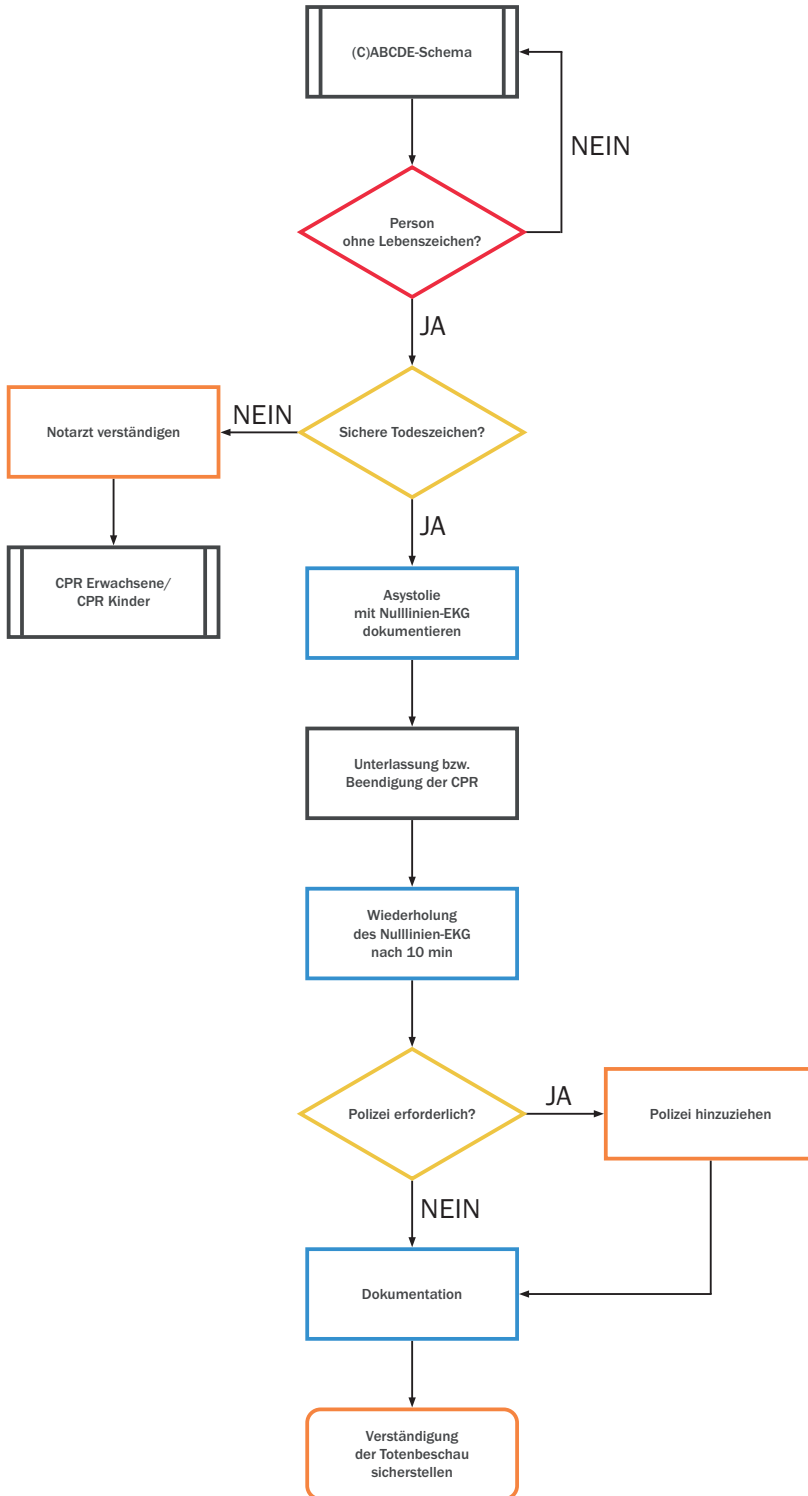 (C)ABCDE-Schema
NEIN
Person
ohne Lebenszeichen?
JA
Notarzt verständigen
NEIN
Sichere Todeszeichen?
JA
CPR Erwachsene/
CPR Kinder
Asystolie
mit Nulllinien-EKG
dokumentieren
Unterlassung bzw.
Beendigung der CPR
Wiederholung
des Nulllinien-EKG
nach 10 min
Polizei erforderlich?
JA
Polizei hinzuziehen
NEIN
Dokumentation
Verständigung
der Totenbeschau
sicherstellen